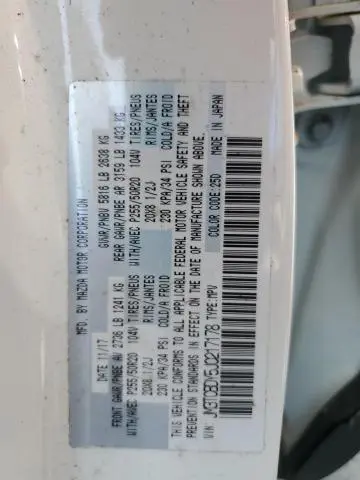 MFD BY MAZDA MOTOR CORPORATION
11/17 GVWR/PNBV 5816 LB 2638 KG
FRONT GAWR/PNBE AV 2736 LB 1241 KG REAR GAWR/PNBE AR 3159 LB 1433 KG
WITH/AVEC P255/50R20 104V TIRES/PNEUS WITH/AVEC P255/50R20 104V TIRES/PNEUS
20X8 1/2J RIMS/JANTES 20X8 1/2J RIMS/JANTES
230 KPA/34 PSI COLD/A FROID 230 KPA/34 PSI COLD/A FROID
THIS VEHICLE CONFORMS TO ALL APPLICABLE FEDERAL MOTOR VEHICLE SAFETY AND THEFT
PREVENTION STANDARDS IN EFFECT ON THE DATE OF MANUFACTURE SHOWN ABOVE.
VIN: JM3TCBDY5J0217178 TYPE:MPV COLOR CODE:25D MADE IN JAPAN